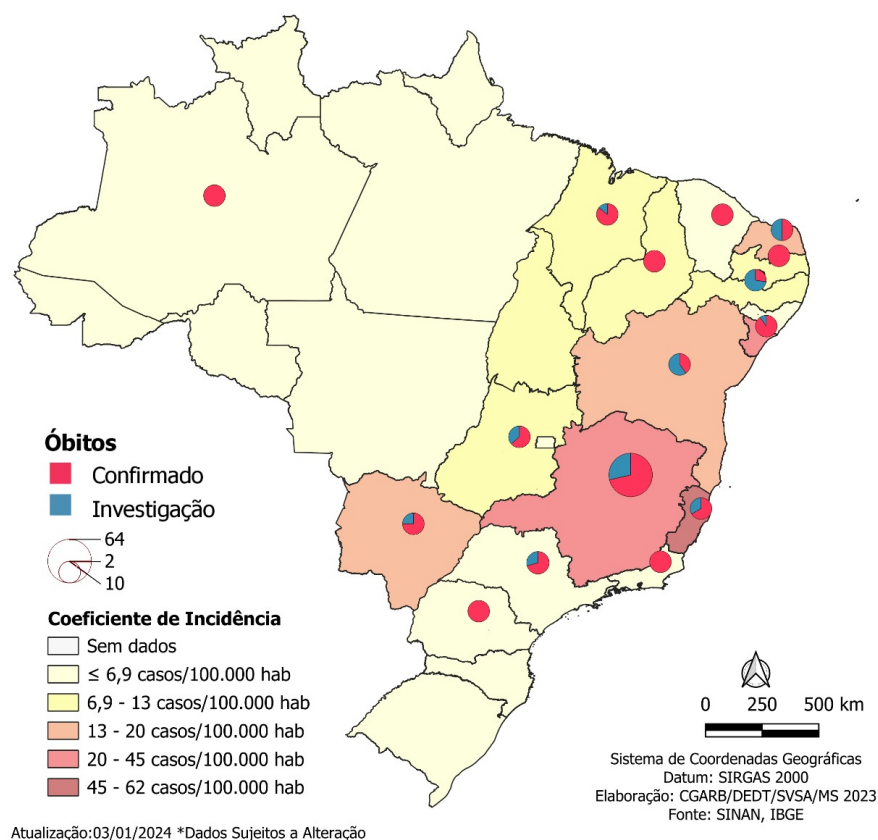 Óbitos
Confirmado
Investigação
64
2
10
Coeficiente de Incidência
Sem dados
≤ 6,9 casos/100.000 hab
6,9 - 13 casos/100.000 hab
13 - 20 casos/100.000 hab
20 - 45 casos/100.000 hab
45 - 62 casos/100.000 hab
0 250 500 km
Sistema de Coordenadas Geográficas
Datum: SIRGAS 2000
Elaboração: CGARB/DEDT/SVSA/MS 2023
Fonte: SINAN, IBGE
Atualização:03/01/2024 *Dados Sujeitos a Alteração